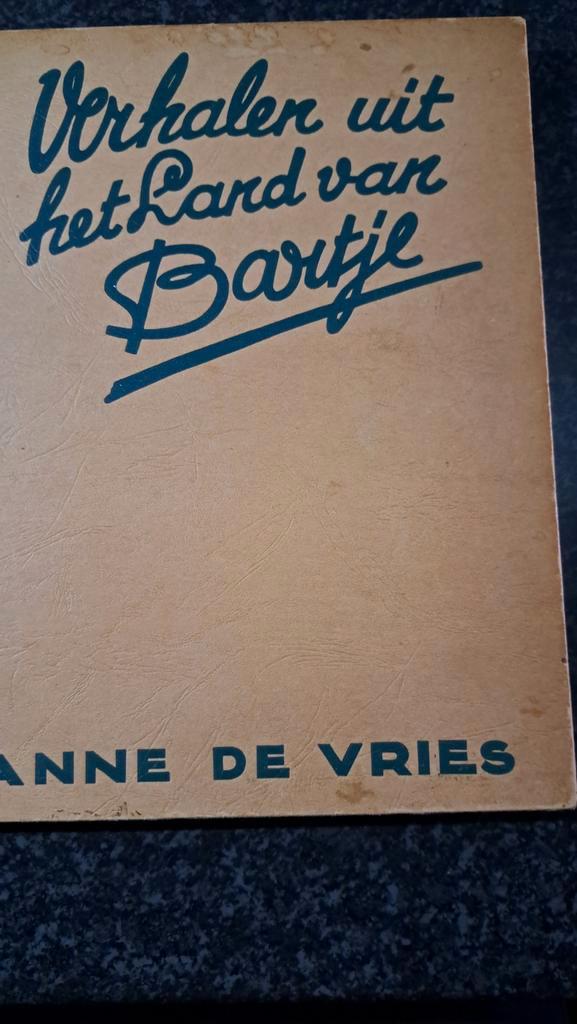 Verhalen uit
het Land van
Bartje
ANNE DE VRIES